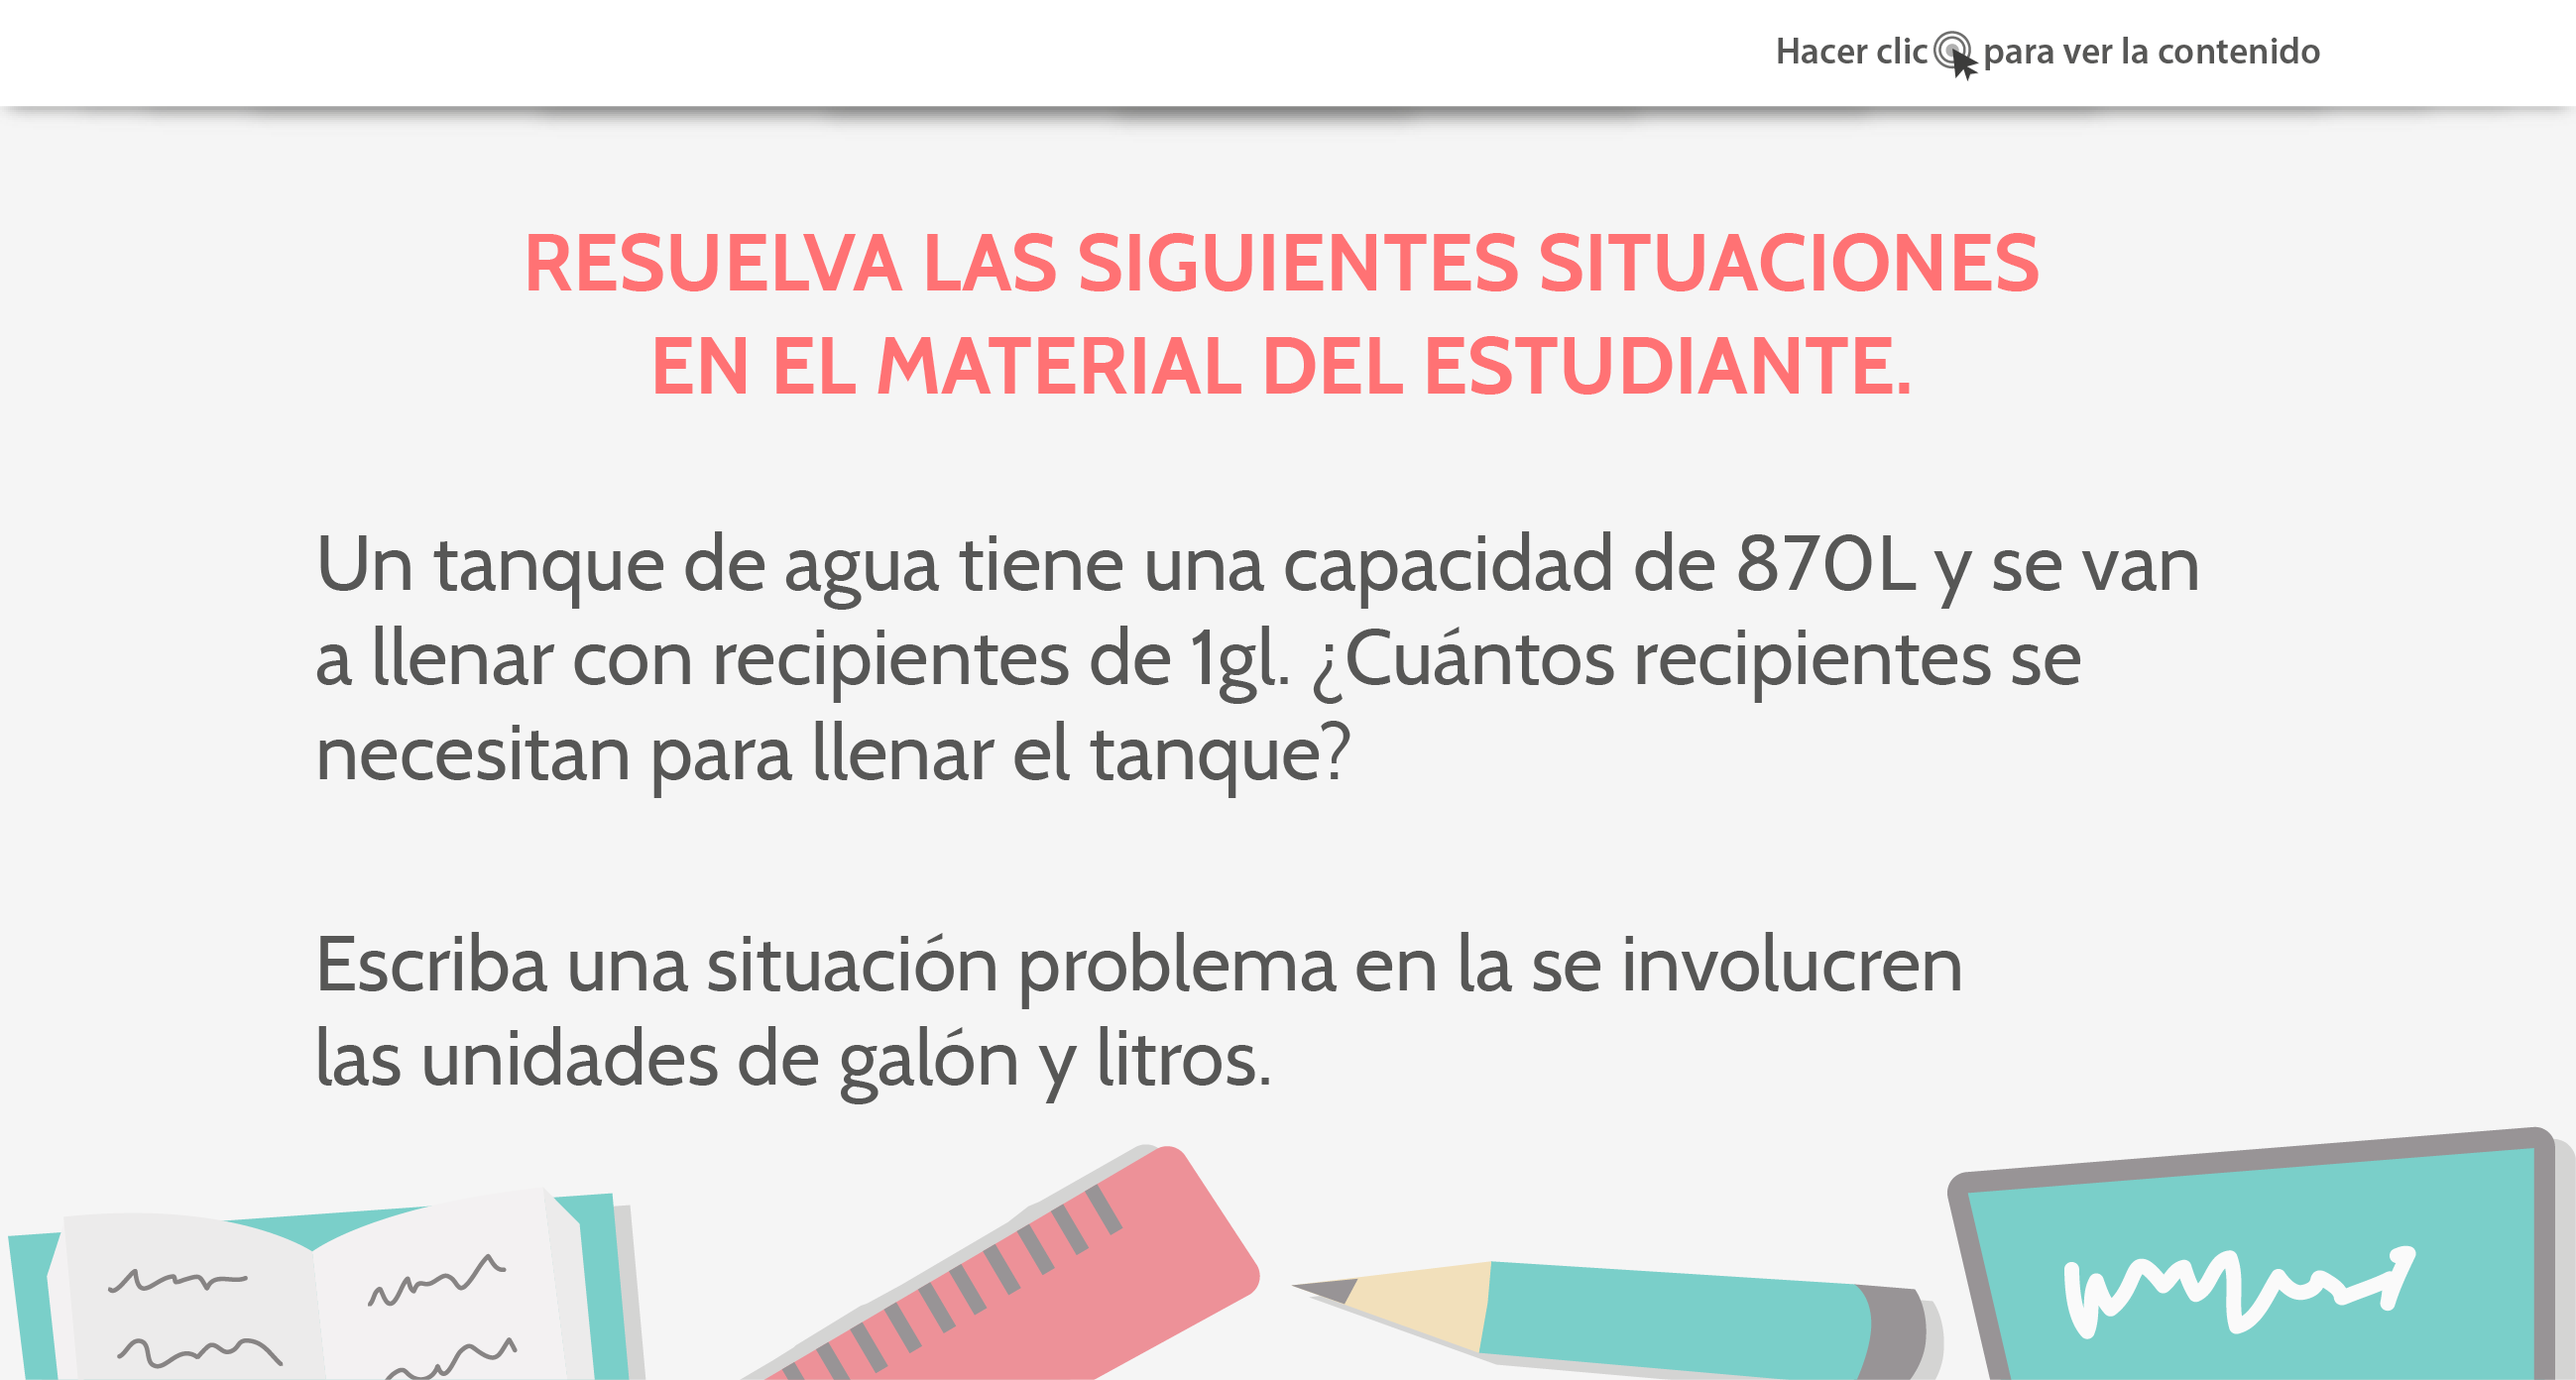 Hacer clic para ver la contenido
RESUELVA LAS SIGUIENTES SITUACIONES
EN EL MATERIAL DEL ESTUDIANTE.
Un tanque de agua tiene una capacidad de 870L y se van
a llenar con recipientes de 1gl. ¿Cuántos recipientes se
necesitan para llenar el tanque?
Escriba una situación problema en la se involucren
las unidades de galón y litros.